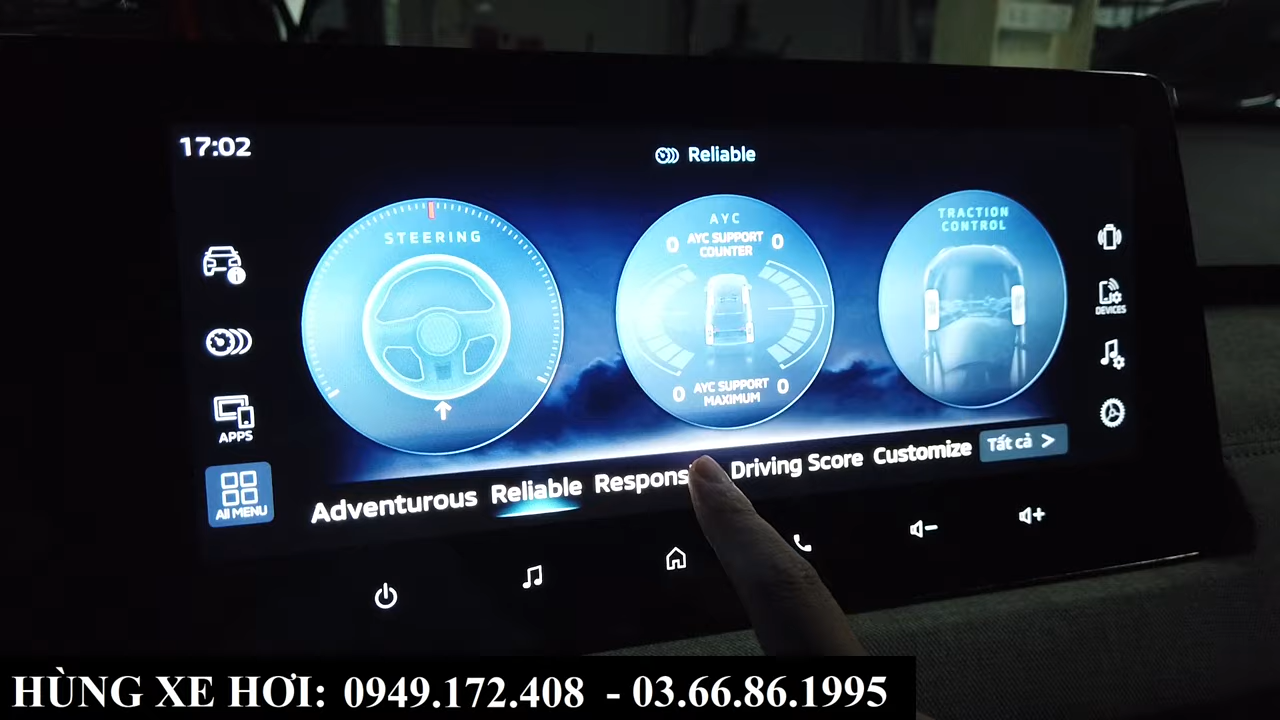 17:02
Reliable
STEERING
AYC
0 AYC SUPPORT 0
COUNTER
TRACTION
CONTROL
DEVICES
0 AYC SUPPORT 0
MAXIMUM
APPS
All MENU
Adventurous Reliable Respons Driving Score Customize Tất cả >
HÙNG XE HƠI: 0949.172.408 - 03.66.86.1995